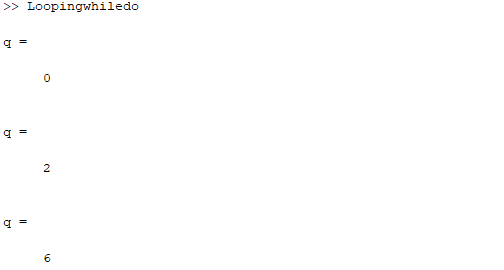 >> Loopingwhiledo
q =
0
q =
2
q =
6